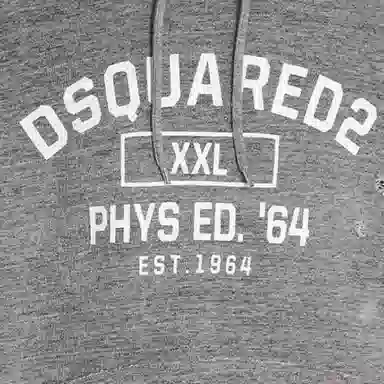 DSQUARED2
XXL
PHYS ED. '64
EST.1964